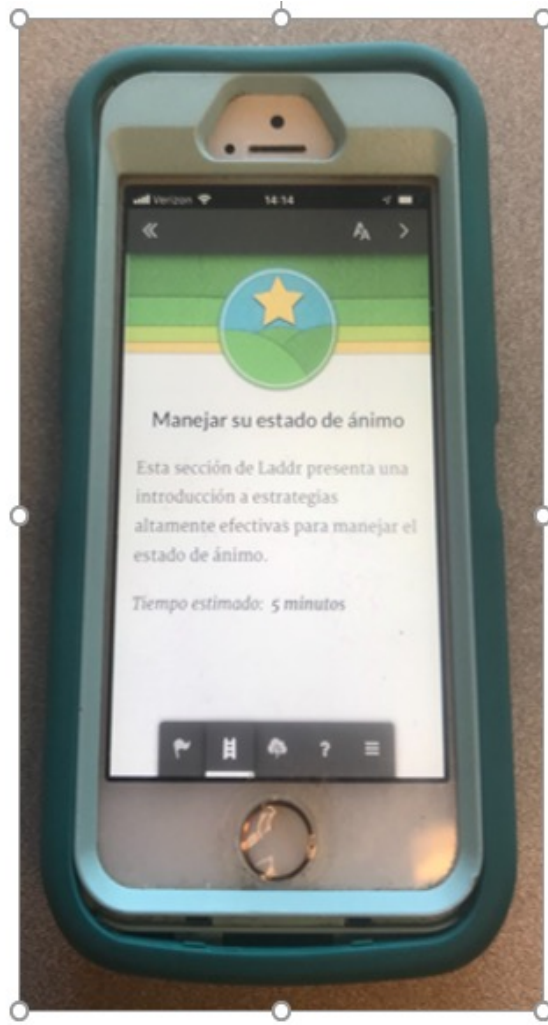 Verizon 14:14
AA
Manejar su estado de ánimo
Esta sección de Laddr presenta una
introducción a estrategias
altamente efectivas para manejar el
estado de ánimo.
Tiempo estimado: 5 minutos
?